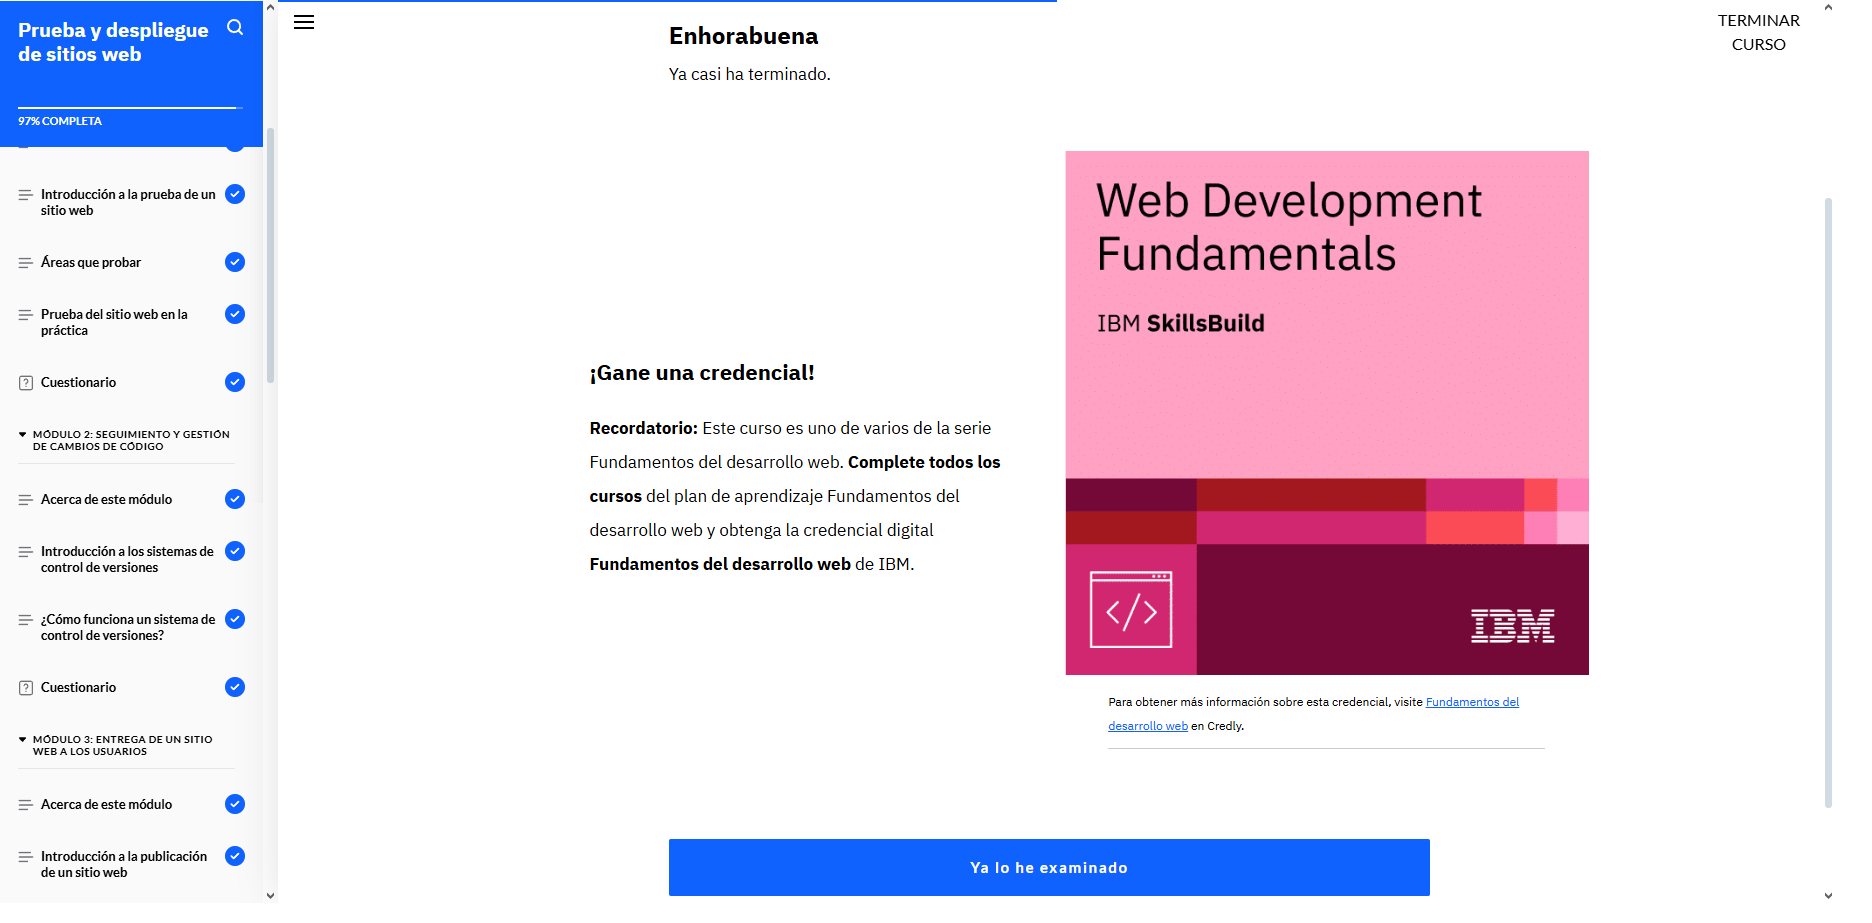 Prueba y despliegue
de sitios web
97% COMPLETA
Introducción a la prueba de un
sitio web
Áreas que probar
Prueba del sitio web en la
práctica
Cuestionario
MÓDULO 2: SEGUIMIENTO Y GESTIÓN
DE CAMBIOS DE CÓDIGO
Acerca de este módulo
Introducción a los sistemas de
control de versiones
¿Cómo funciona un sistema de
control de versiones?
Cuestionario
MÓDULO 3: ENTREGA DE UN SITIO
WEB A LOS USUARIOS
Acerca de este módulo
Introducción a la publicación
de un sitio web
TERMINAR
CURSO
Enhorabuena
Ya casi ha terminado.
¡Gane una credencial!
Recordatorio: Este curso es uno de varios de la serie
Fundamentos del desarrollo web. Complete todos los
cursos del plan de aprendizaje Fundamentos del
desarrollo web y obtenga la credencial digital
Fundamentos del desarrollo web de IBM.
Web Development
Fundamentals
IBM SkillsBuild
</>
IBM
Para obtener más información sobre esta credencial, visite Fundamentos del
desarrollo web en Credly.
Ya lo he examinado